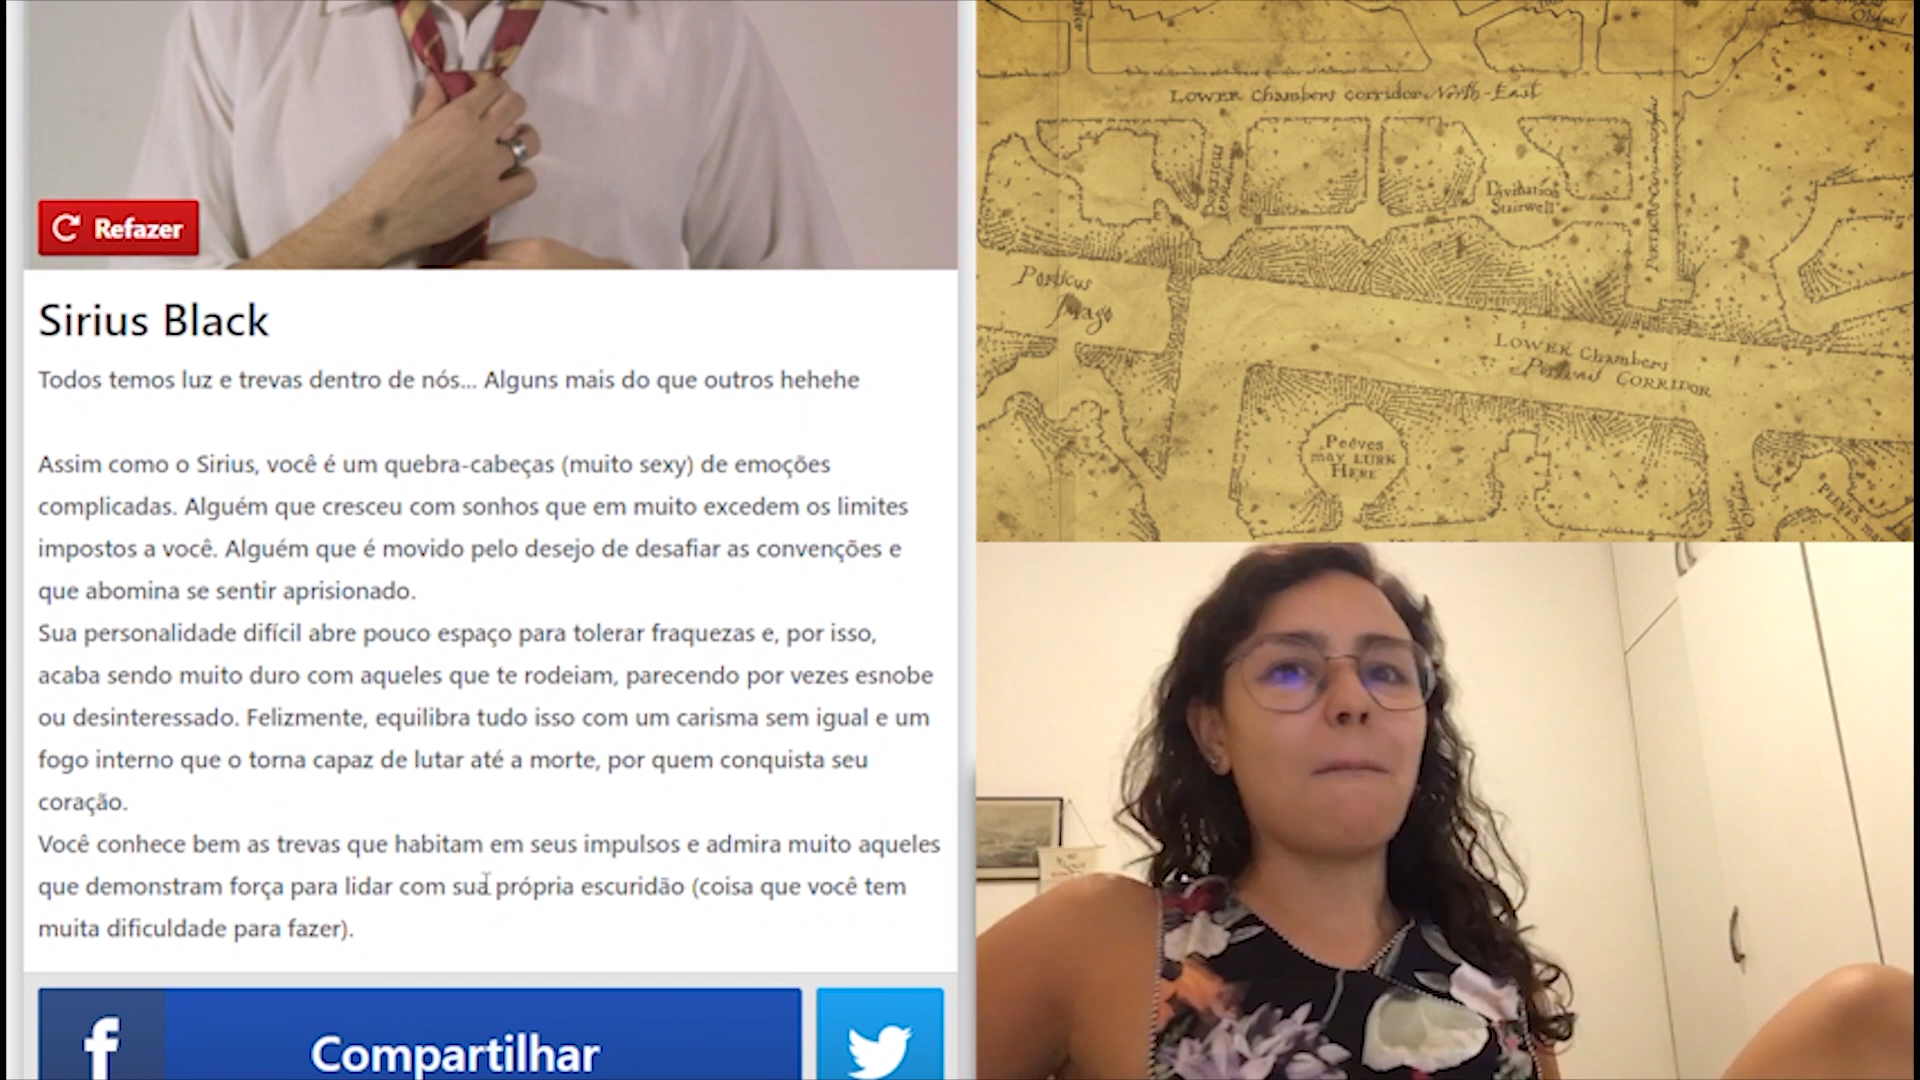 Refazer
Sirius Black
Todos temos luz e trevas dentro de nós... Alguns mais do que outros hehehe
Assim como o Sirius, você é um quebra-cabeças (muito sexy) de emoções
complicadas. Alguém que cresceu com sonhos que em muito excedem os limites
impostos a você. Alguém que é movido pelo desejo de desafiar as convenções e
que abomina se sentir aprisionado.
Sua personalidade difícil abre pouco espaço para tolerar fraquezas e, por isso,
acaba sendo muito duro com aqueles que te rodeiam, parecendo por vezes esnobe
ou desinteressado. Felizmente, equilibra tudo isso com um carisma sem igual e um
fogo interno que o torna capaz de lutar até a morte, por quem conquista seu
coração.
Você conhece bem as trevas que habitam em seus impulsos e admira muito aqueles
que demonstram força para lidar com sua própria escuridão (coisa que você tem
muita dificuldade para fazer).
f
Compartilhar
LOWER Chambers corridor North-East
Divination
Stairwell
Porticus
LOWER Chambers
CORRIDOR
Peeves
may LURK
HERE